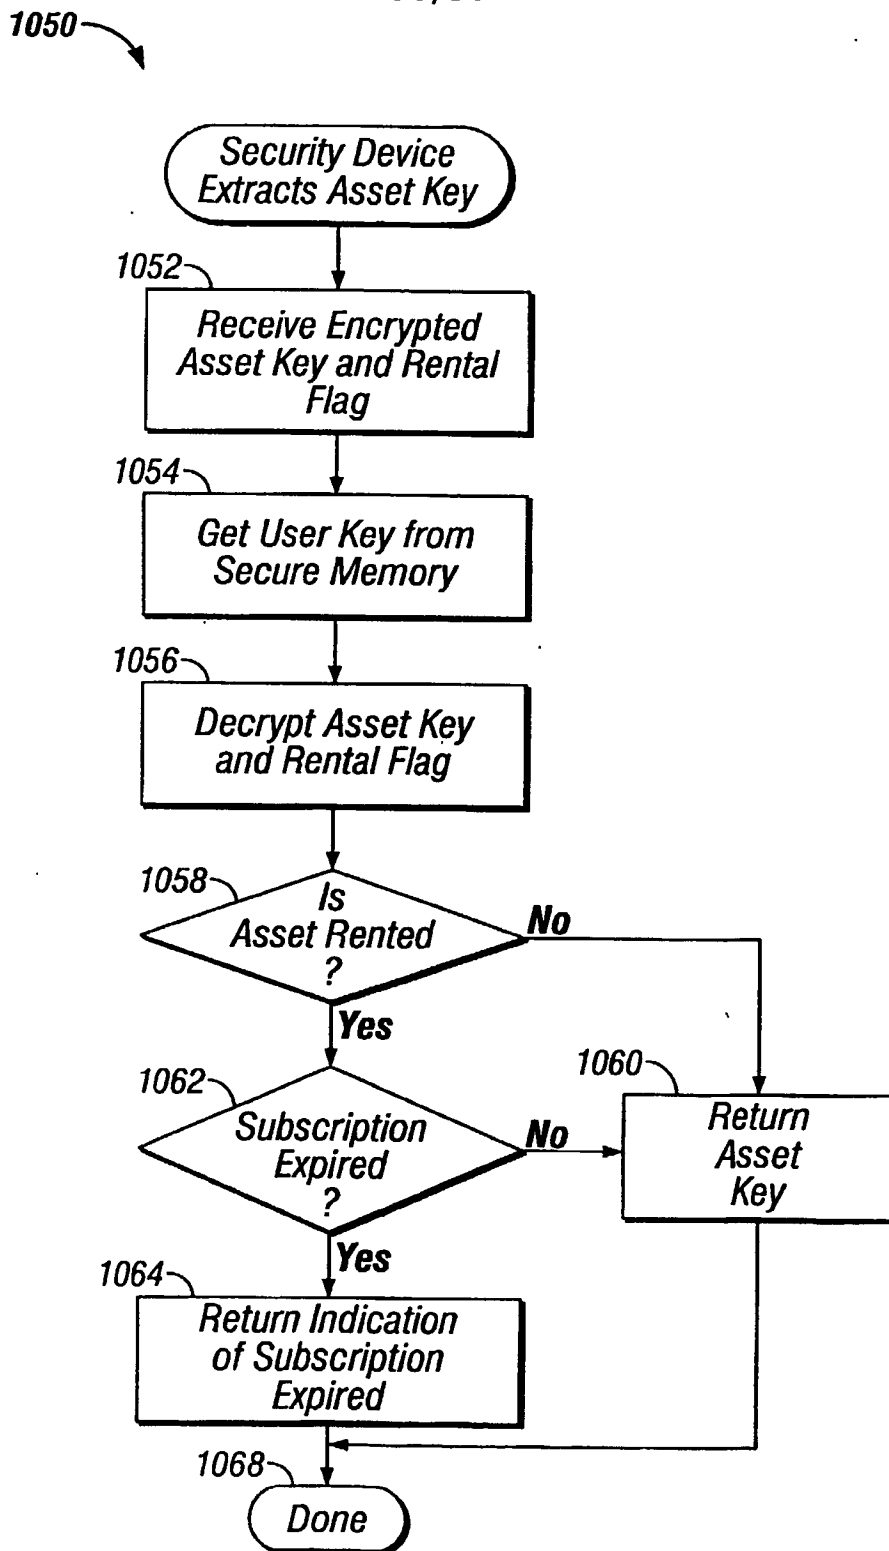 1050
Security Device
Extracts Asset Key
1052
Receive Encrypted
Asset Key and Rental
Flag
1054
Get User Key from
Secure Memory
1056
Decrypt Asset Key
and Rental Flag
1058
Is
Asset Rented
?
No
Yes
1062
Subscription
Expired
?
No
1060
Return
Asset
Key
Yes
1064
Return Indication
of Subscription
Expired
1068
Done